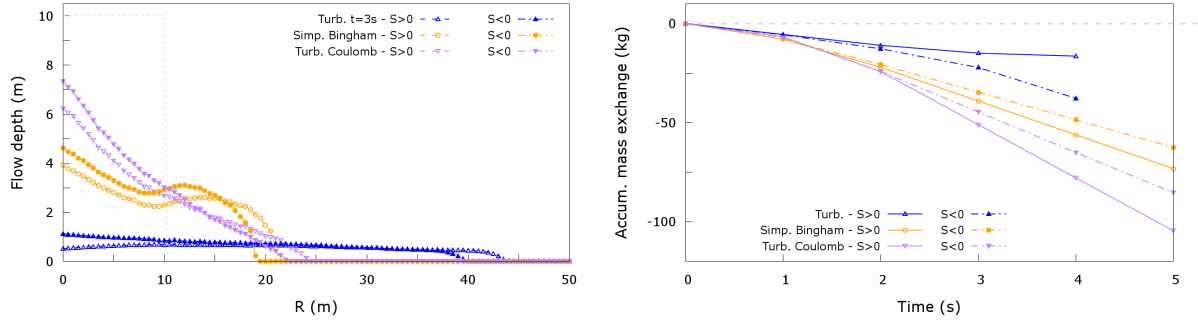 Turb. t=3s - S>0 S<0
Simp. Bingham - S>0 S<0
Turb. Coulomb - S>0 S<0
10
8
6
4
2
0
Flow depth (m)
0 10 20 30 40 50
R (m)
0
-50
-100
Accum. mass exchange (kg)
Turb. - S>0 S<0
Simp. Bingham - S>0 S<0
Turb. Coulomb - S>0 S<0
0 1 2 3 4 5
Time (s)